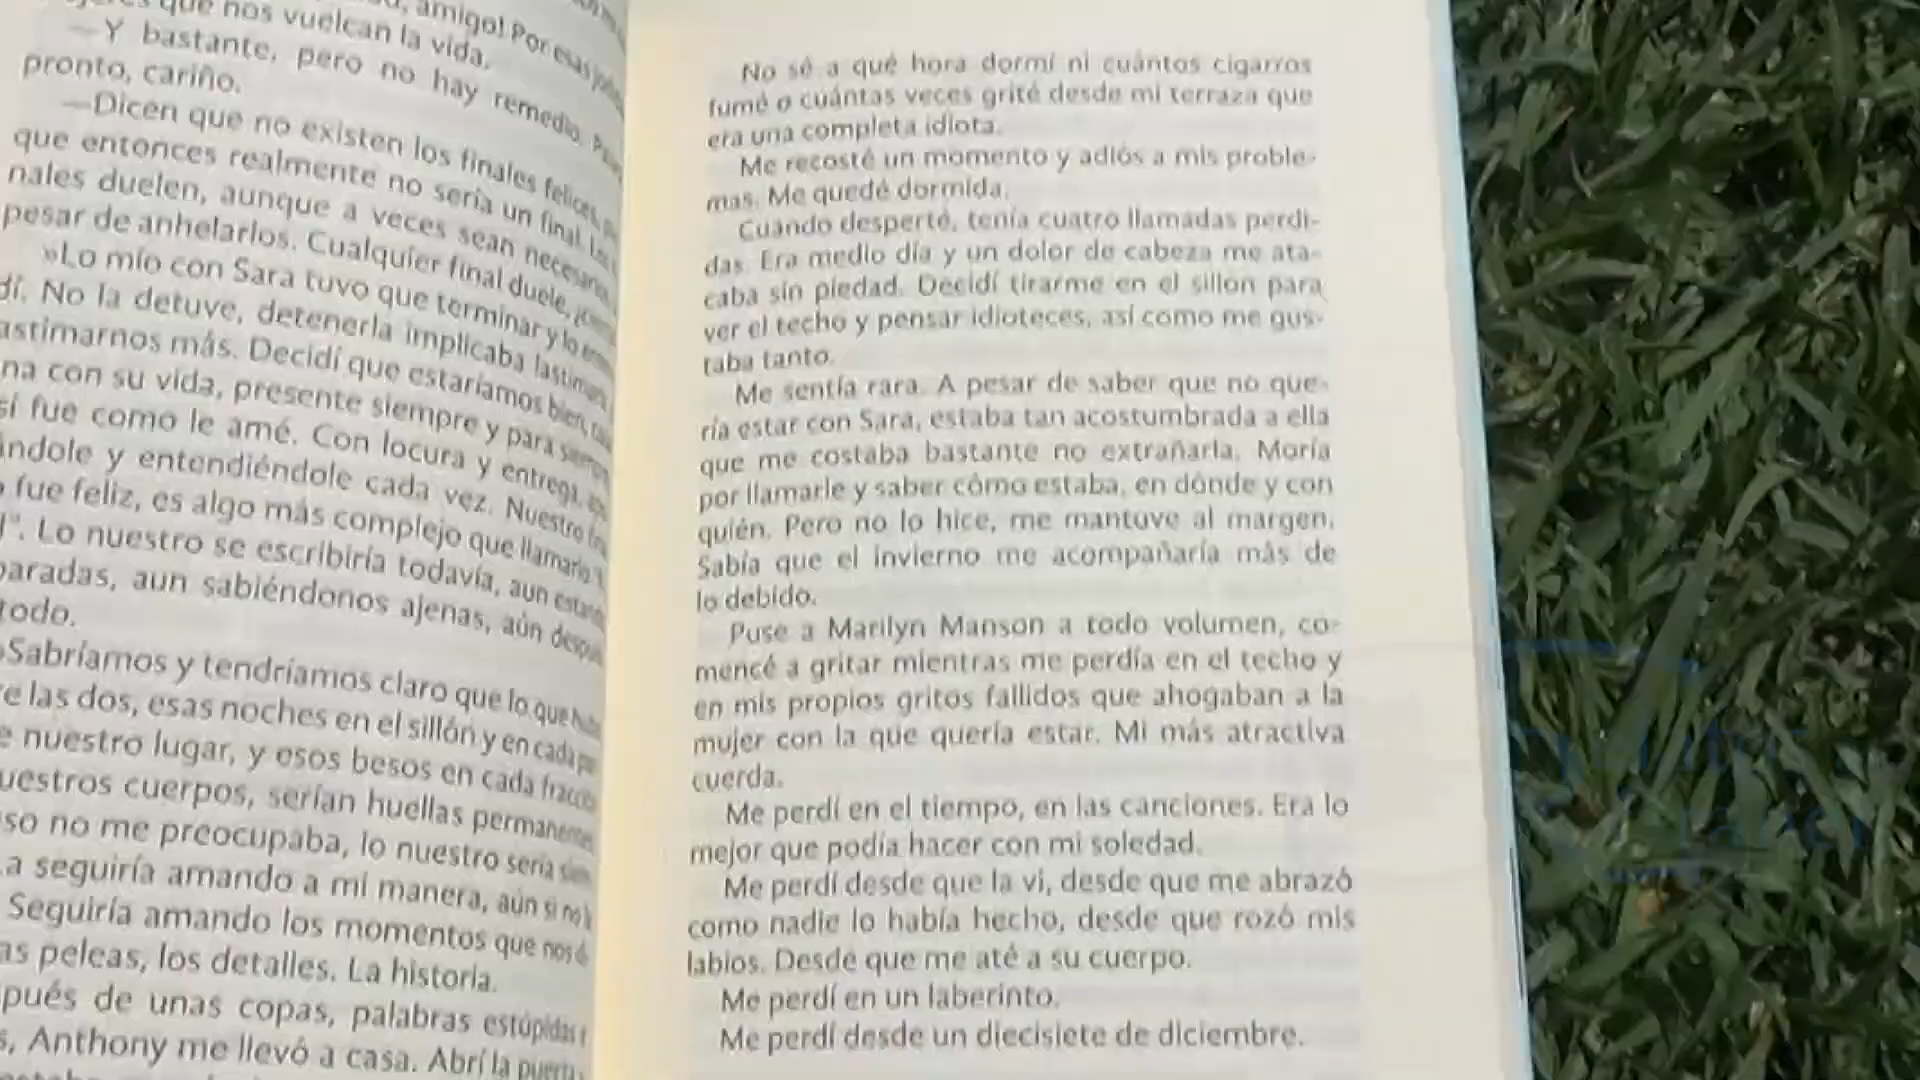 amigo! Por esas
que nos vuelcan la vida.
—Y bastante, pero no hay remedio.
pronto, cariño.
—Dicen que no existen los finales felices,
que entonces realmente no sería un final. Los
nales duelen, aunque a veces sean necesarios,
pesar de anhelarlos. Cualquier final duele,
»Lo mío con Sara tuvo que terminar y lo
dí. No la detuve, detenerla implicaba
astimarnos más. Decidí que estaríamos bien,
na con su vida, presente siempre y para siempre
sí fue como le amé. Con locura y entrega,
ándole y entendiéndole cada vez. Nuestro
fue feliz, es algo más complejo que llamarlo
l". Lo nuestro se escribiría todavía, aun estando
paradas, aun sabiéndonos ajenas, aún después
todo.
»Sabríamos y tendríamos claro que lo que hubo
e las dos, esas noches en el sillón y en cada
e nuestro lugar, y esos besos en cada
uestros cuerpos, serían huellas permanentes
so no me preocupaba, lo nuestro sería
a seguiría amando a mi manera, aún si no
Seguiría amando los momentos que nos
as peleas, los detalles. La historia.
pués de unas copas, palabras estúpidas
s, Anthony me llevó a casa. Abrí la puerta
No sé a qué hora dormí ni cuántos cigarros
fumé o cuántas veces grité desde mi terraza que
era una completa idiota.
Me recosté un momento y adiós a mis proble-
mas. Me quedé dormida.
Cuando desperté, tenía cuatro llamadas perdi-
das. Era medio día y un dolor de cabeza me ata-
caba sin piedad. Decidí tirarme en el sillón para
ver el techo y pensar idioteces, así como me gus-
taba tanto.
Me sentía rara. A pesar de saber que no que-
ría estar con Sara, estaba tan acostumbrada a ella
que me costaba bastante no extrañarla. Moría
por llamarle y saber cómo estaba, en dónde y con
quién. Pero no lo hice, me mantuve al margen.
Sabía que el invierno me acompañaría más de
lo debido.
Puse a Marilyn Manson a todo volumen, co-
mencé a gritar mientras me perdía en el techo y
en mis propios gritos fallidos que ahogaban a la
mujer con la que quería estar. Mi más atractiva
cuerda.
Me perdí en el tiempo, en las canciones. Era lo
mejor que podía hacer con mi soledad.
Me perdí desde que la vi, desde que me abrazó
como nadie lo había hecho, desde que rozó mis
labios. Desde que me até a su cuerpo.
Me perdí en un laberinto.
Me perdí desde un diecisiete de diciembre.